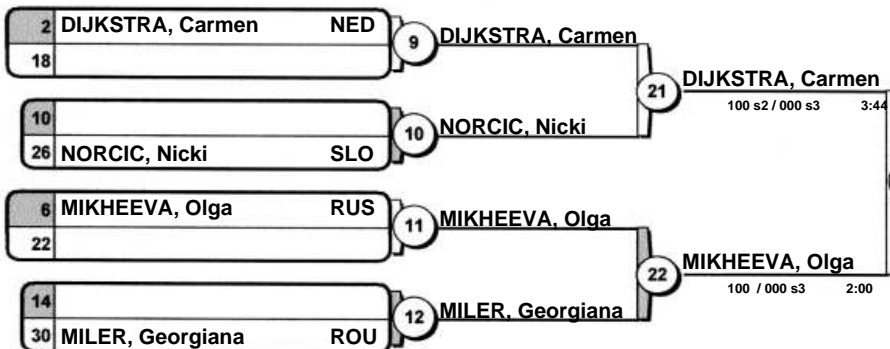 2 DIJKSTRA, Carmen NED
18
9 DIJKSTRA, Carmen
10
26 NORCIC, Nicki SLO
10 NORCIC, Nicki
21 DIJKSTRA, Carmen
100 s2 / 000 s3 3:44
6 MIKHEEVA, Olga RUS
22
11 MIKHEEVA, Olga
14
30 MILER, Georgiana ROU
12 MILER, Georgiana
22 MIKHEEVA, Olga
100 / 000 s3 2:00